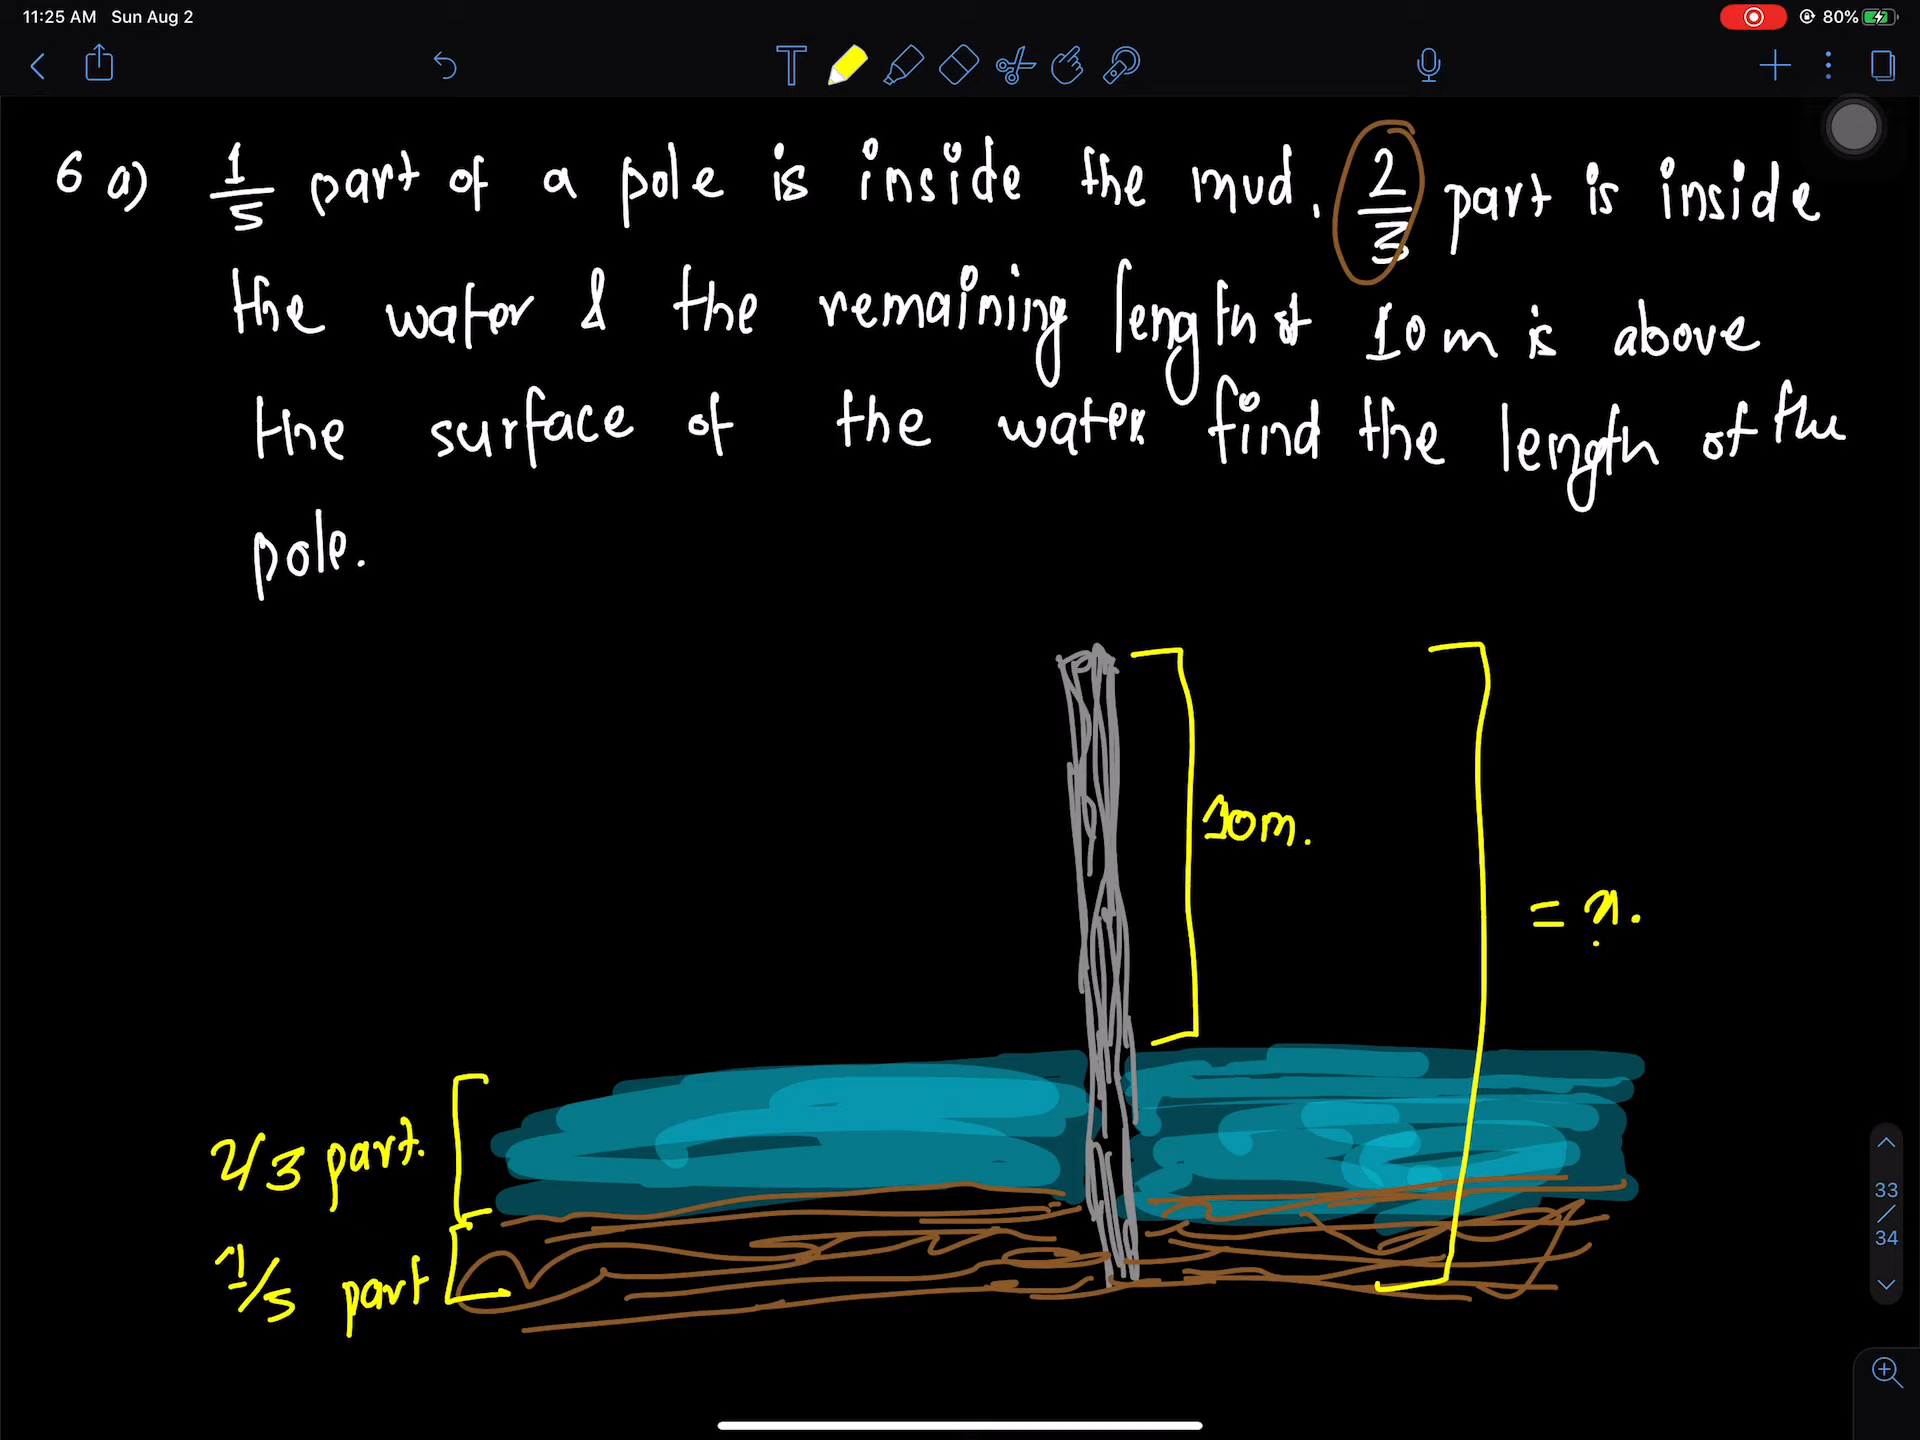 11:25 AM Sun Aug 2 80%
6 a) 1/5 part of a pole is inside the mud. 2/3 part is inside
the water & the remaining length of 10m is above
the surface of the water. find the length of the
pole.
10m.
= x.
2/3 part.
1/5 part
33
/
34